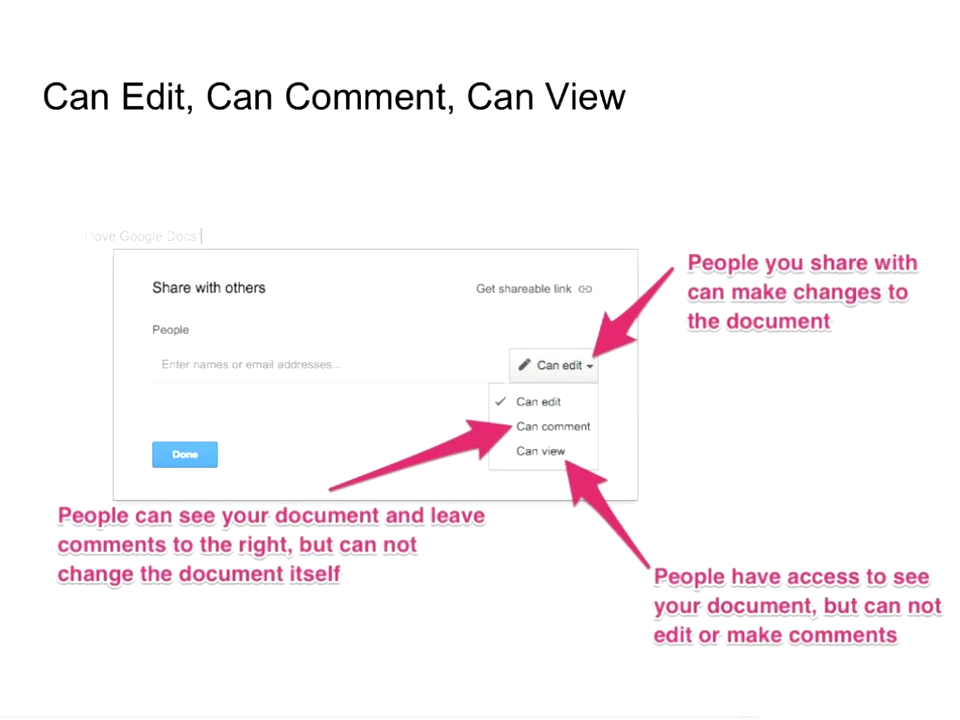 Can Edit, Can Comment, Can View
Have Google Docs!
Share with others
Get shareable link
People
Enter names or email addresses...
Can edit
Can edit
Can comment
Can view
Done
People you share with
can make changes to
the document
People can see your document and leave
comments to the right, but can not
change the document itself
People have access to see
your document, but can not
edit or make comments